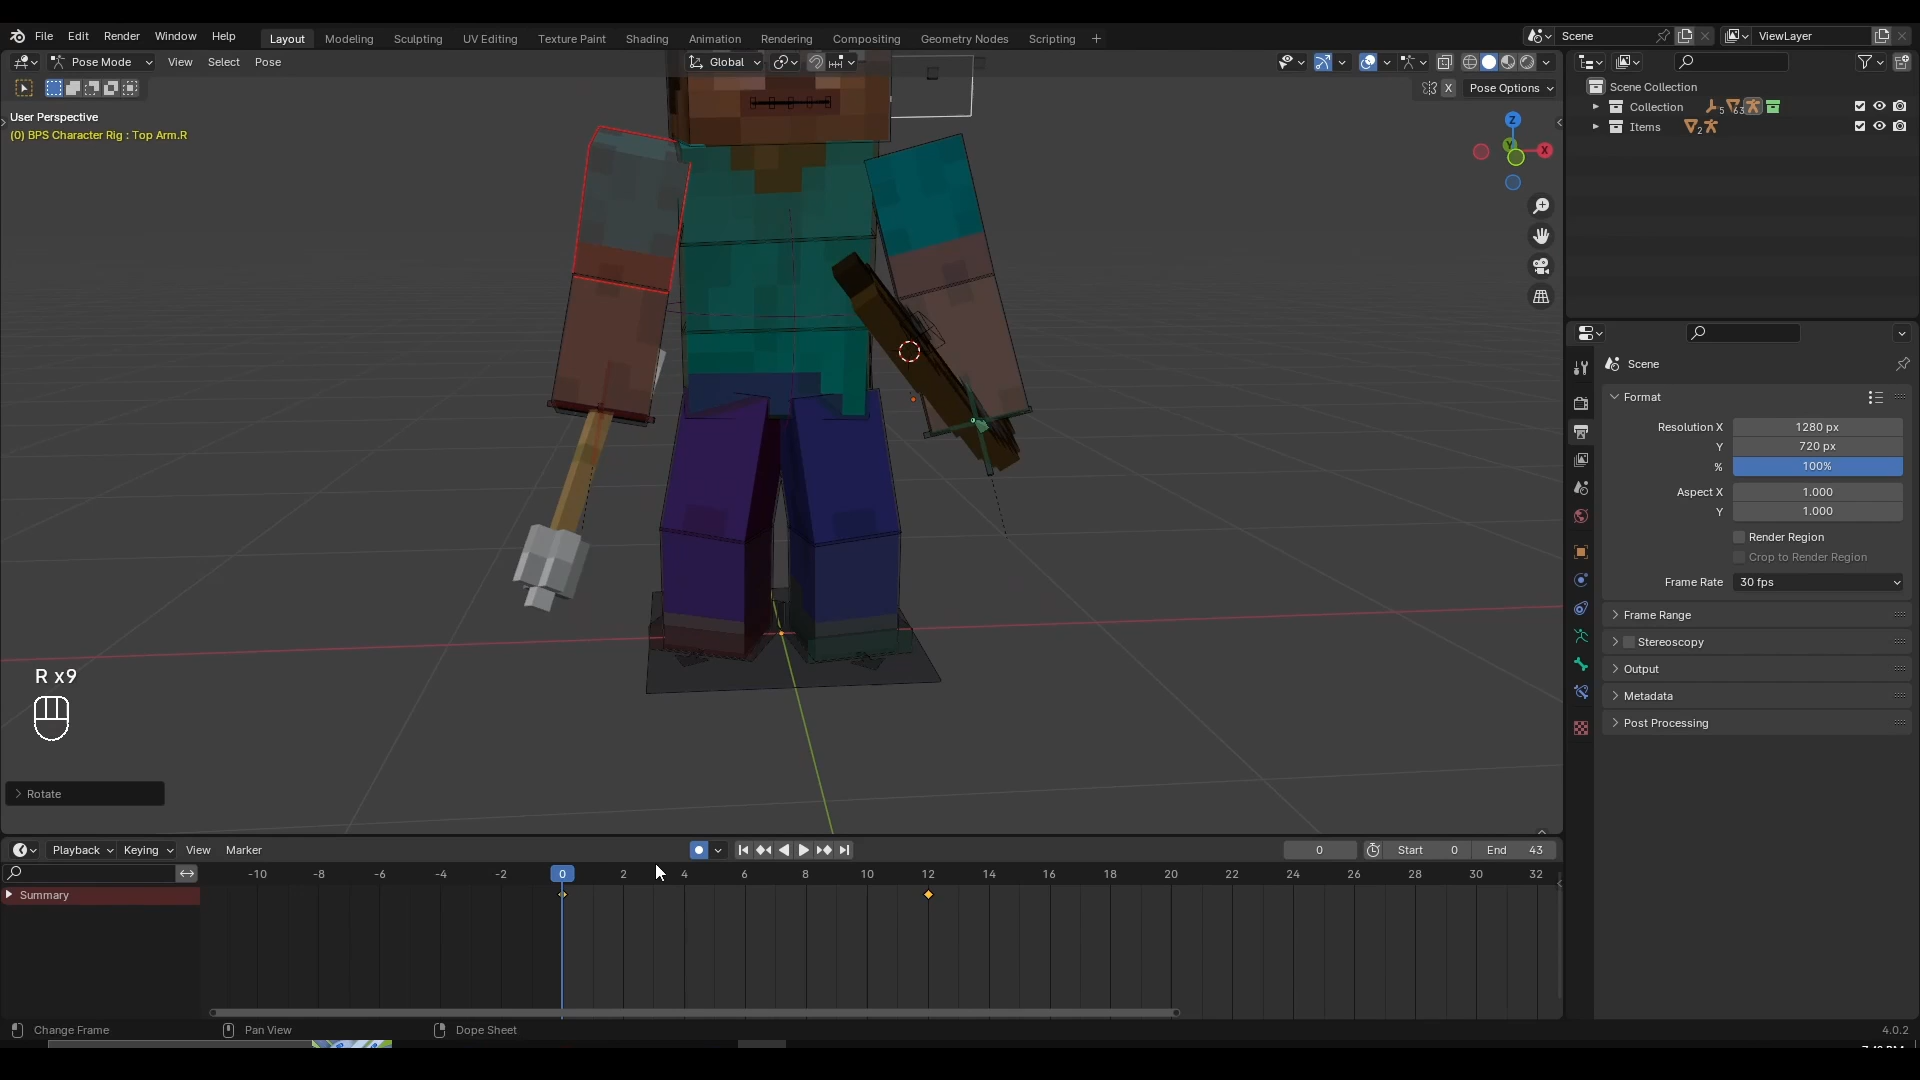 File Edit Render Window Help
Layout Modeling Sculpting UV Editing Texture Paint Shading Animation Rendering Compositing Geometry Nodes Scripting +
Scene ViewLayer
Pose Mode View Select Pose
Global
X Pose Options
User Perspective
(0) BPS Character Rig : Top Arm.R
Z
Y X
Scene Collection
Collection 5 63
Items 2
Scene
Format
Resolution X 1280 px
Y 720 px
% 100%
Aspect X 1.000
Y 1.000
Render Region
Crop to Render Region
Frame Rate 30 fps
Frame Range
Stereoscopy
Output
Metadata
Post Processing
R x9
Rotate
Playback Keying View Marker
0 Start 0 End 43
-10 -8 -6 -4 -2 0 2 4 6 8 10 12 14 16 18 20 22 24 26 28 30 32
Summary
Change Frame Pan View Dope Sheet 4.0.2